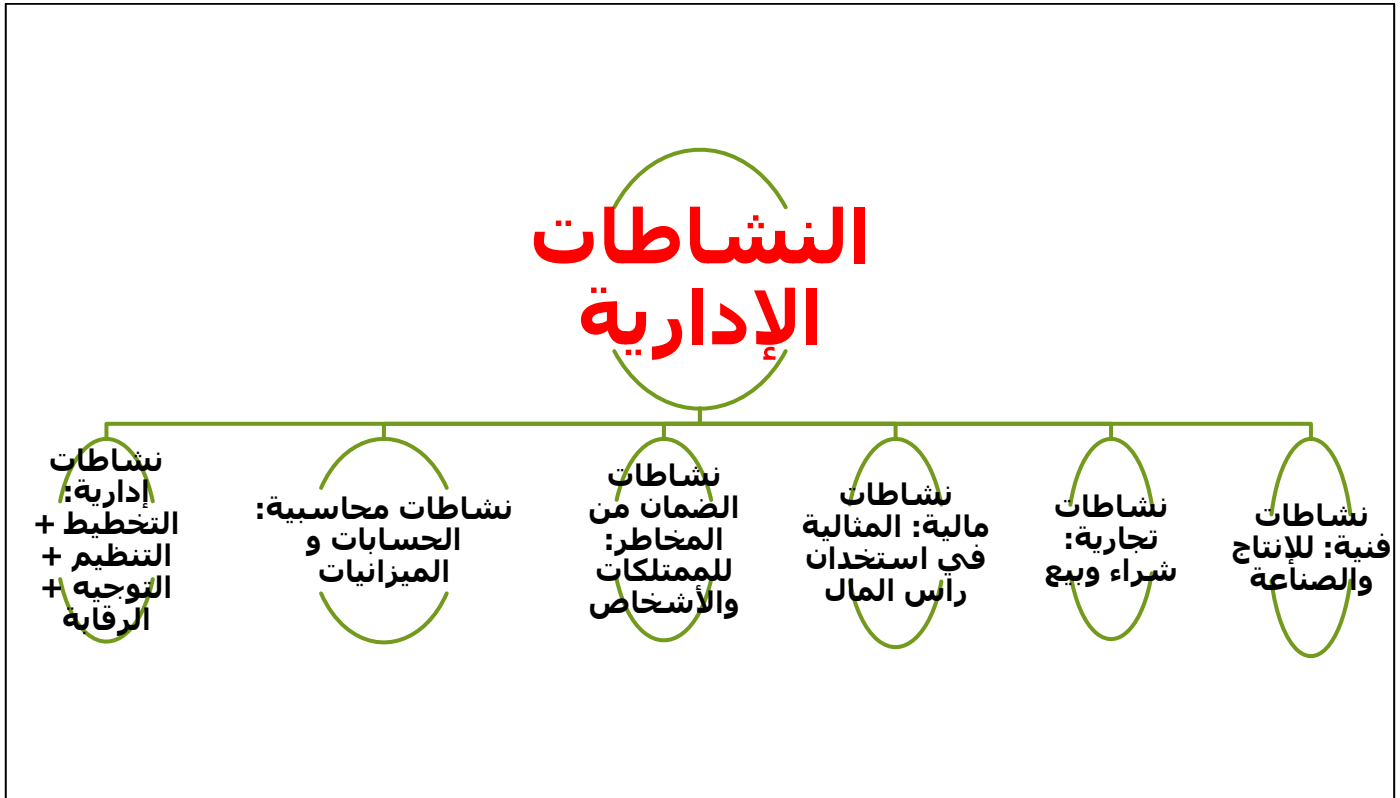 النشاطات
الإدارية
نشاطات
فنية: للإنتاج
والصناعة
نشاطات
تجارية:
شراء وبيع
نشاطات
مالية: المثالية
في استخدان
راس المال
نشاطات
الضمان من
المخاطر:
للممتلكات
والأشخاص
نشاطات محاسبية:
الحسابات و
الميزانيات
نشاطات
إدارية:
التخطيط +
التنظيم +
التوجيه +
الرقابة